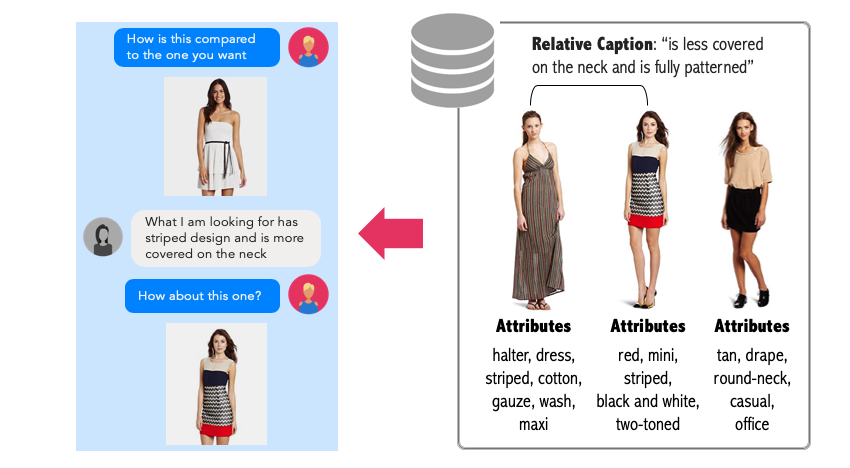 How is this compared
to the one you want
What I am looking for has
striped design and is more
covered on the neck
How about this one?
Relative Caption: “is less covered
on the neck and is fully patterned”
Attributes
halter, dress,
striped, cotton,
gauze, wash,
maxi
Attributes
red, mini,
striped,
black and white,
two-toned
Attributes
tan, drape,
round-neck,
casual,
office